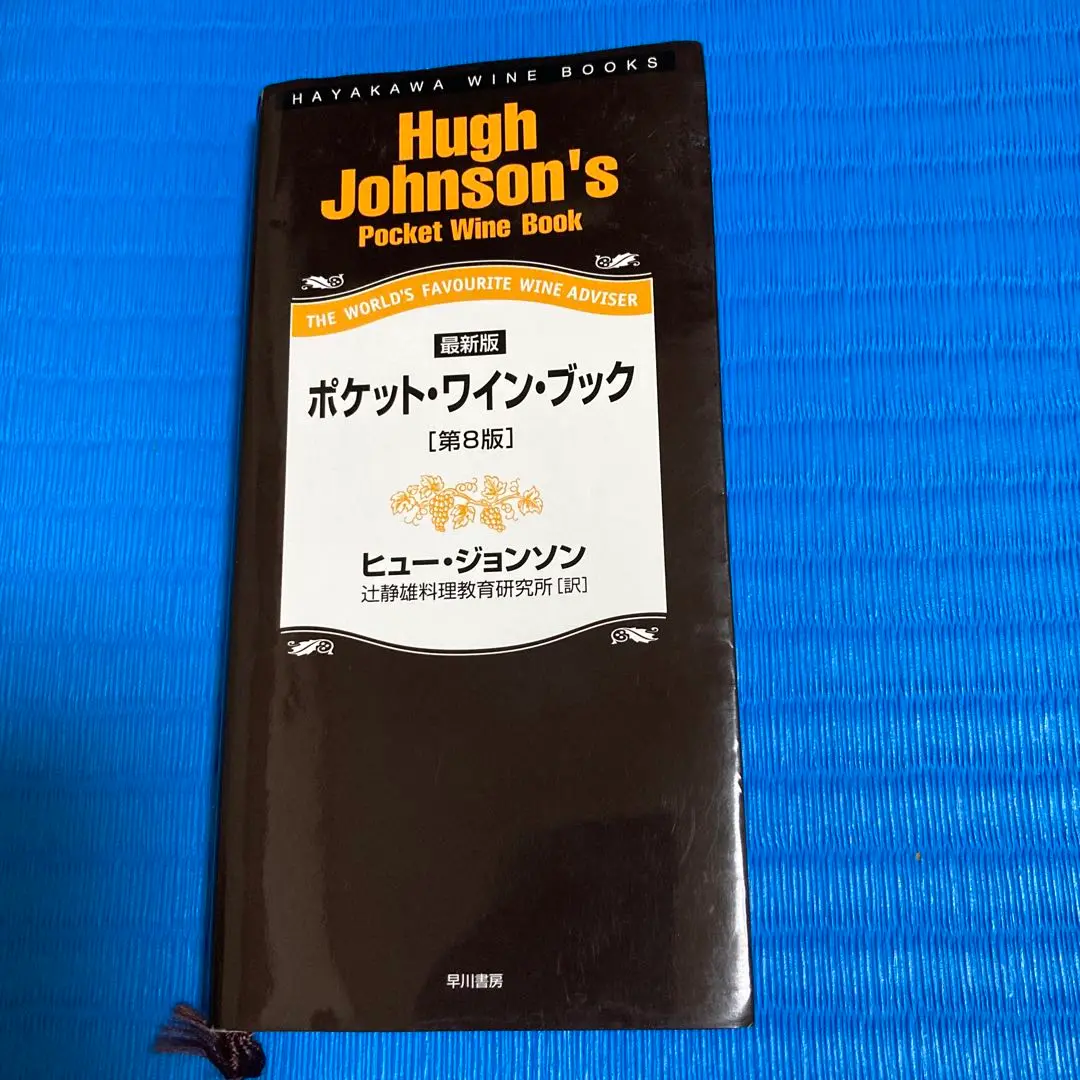 HAYAKAWA WINE BOOKS
Hugh
Johnson's
Pocket Wine Book
THE WORLD'S FAVOURITE WINE ADVISER
最新版
ポケット・ワイン・ブック
[第8版]
ヒュー・ジョンソン
辻静雄料理教育研究所[訳]
早川書房